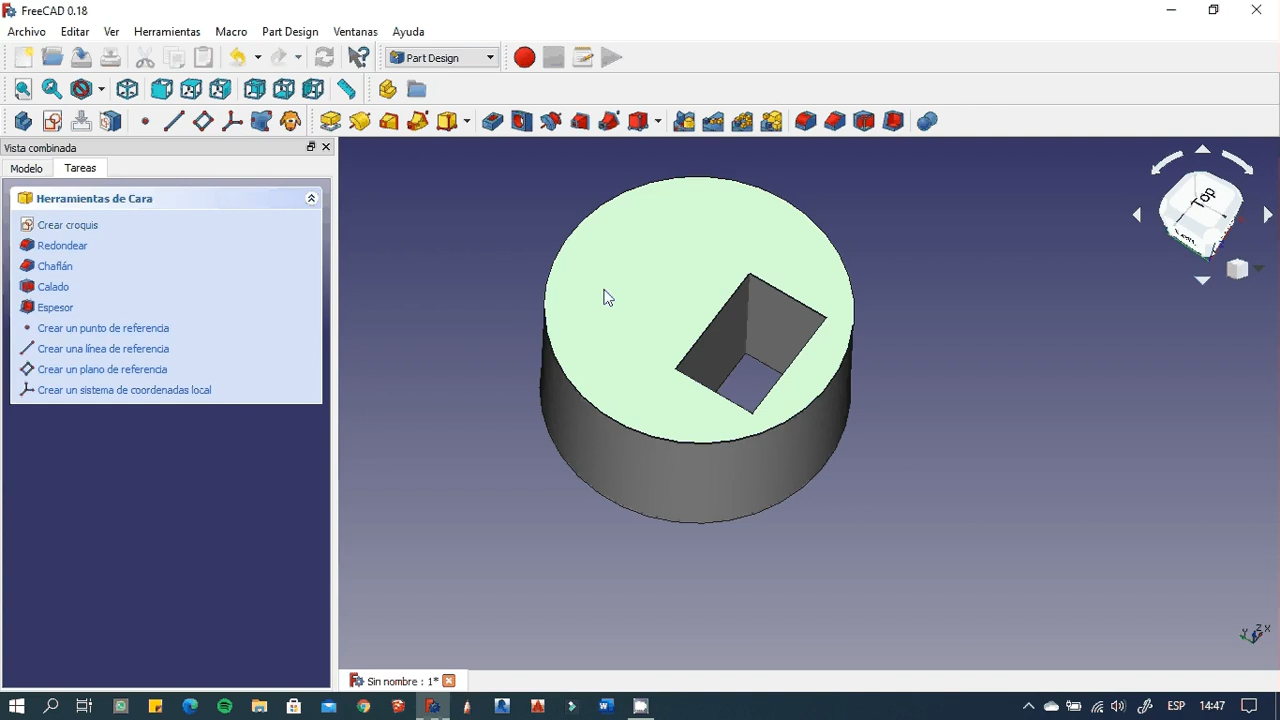 FreeCAD 0.18
Archivo Editar Ver Herramientas Macro Part Design Ventanas Ayuda
Part Design
Vista combinada
Modelo Tareas
Herramientas de Cara
Crear croquis
Redondear
Chaflán
Calado
Espesor
Crear un punto de referencia
Crear una línea de referencia
Crear un plano de referencia
Crear un sistema de coordenadas local
Top
Sin nombre : 1*
ESP 14:47